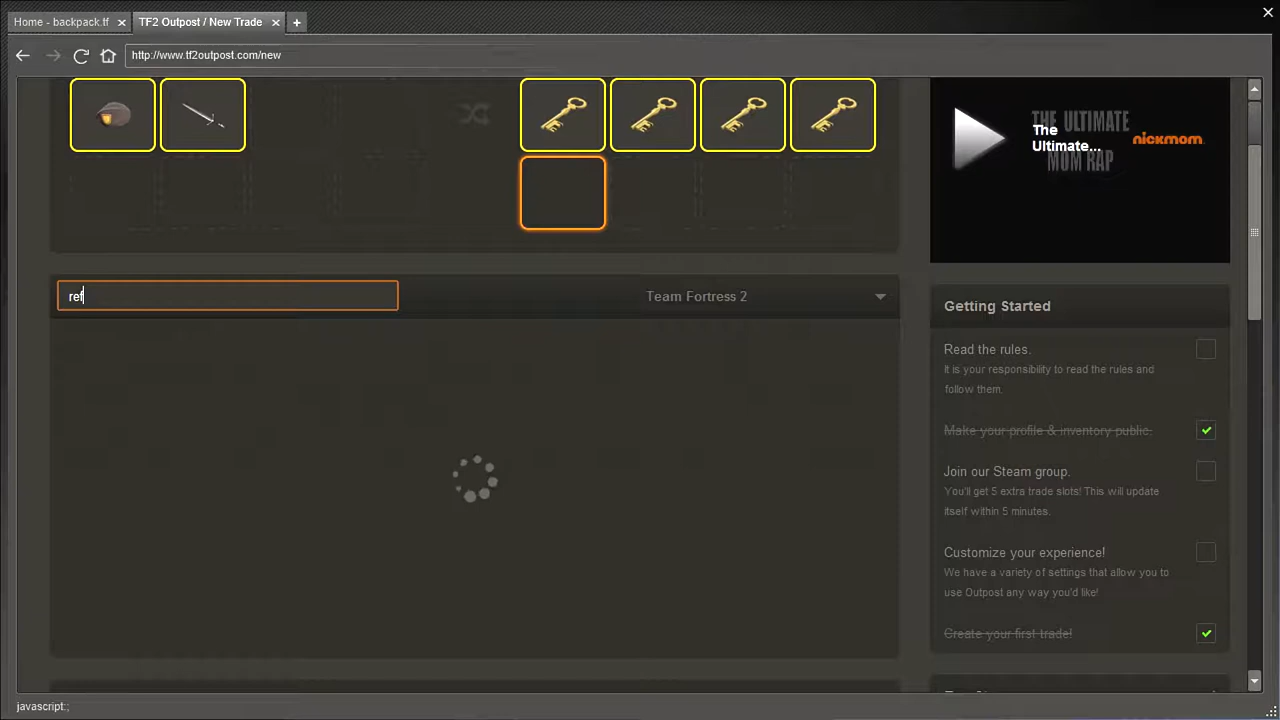 Home - backpack.tf
TF2 Outpost / New Trade
http://www.tf2outpost.com/new
THE ULTIMATE
MOM RAP
The
Ultimate...
nickmom.
ref
Team Fortress 2
Getting Started
Read the rules.
It is your responsibility to read the rules and
follow them.
Make your profile & inventory public.
Join our Steam group.
You'll get 5 extra trade slots! This will update
itself within 5 minutes.
Customize your experience!
We have a variety of settings that allow you to
use Outpost any way you'd like!
Create your first trade!
javascript:;